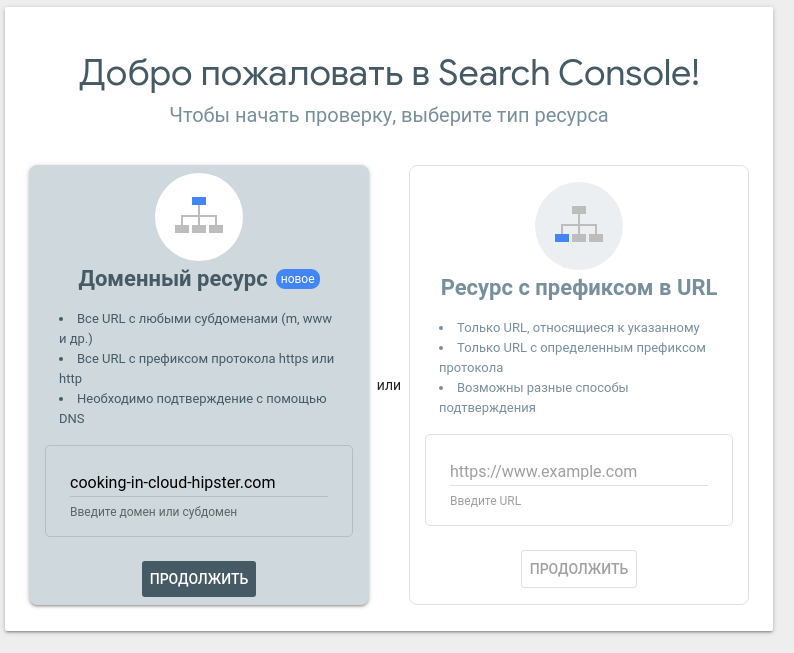 Добро пожаловать в Search Console!
Чтобы начать проверку, выберите тип ресурса
Доменный ресурс новое
• Все URL с любыми субдоменами (m, www
и др.)
• Все URL с префиксом протокола https или
http
• Необходимо подтверждение с помощью
DNS
cooking-in-cloud-hipster.com
Введите домен или субдомен
ПРОДОЛЖИТЬ
или
Ресурс с префиксом в URL
• Только URL, относящиеся к указанному
• Только URL с определенным префиксом
протокола
• Возможны разные способы
подтверждения
https://www.example.com
Введите URL
ПРОДОЛЖИТЬ